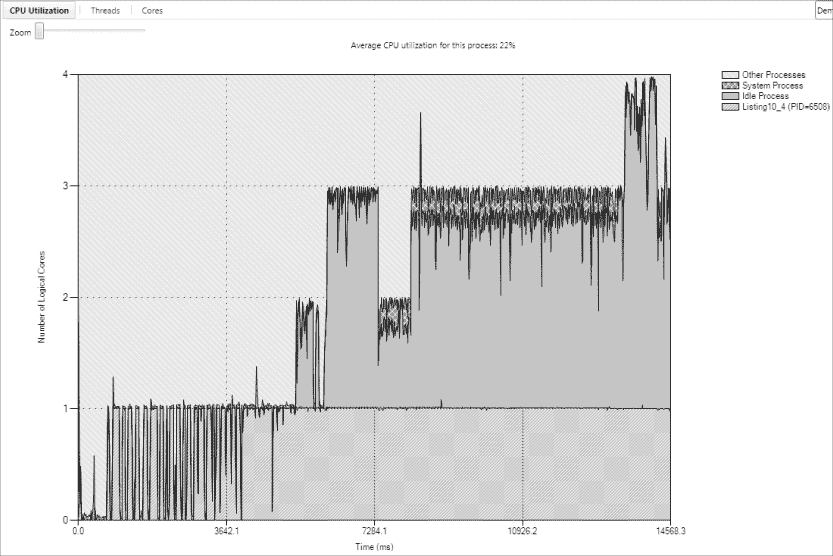 CPU Utilization Threads Cores Dem
Zoom
Average CPU utilization for this process: 22%
4
3
2
1
0
Number of Logical Cores
0.0 3642.1 7284.1 10926.2 14568.3
Time (ms)
Other Processes
System Process
Idle Process
Listing10_4 (PID=6508)